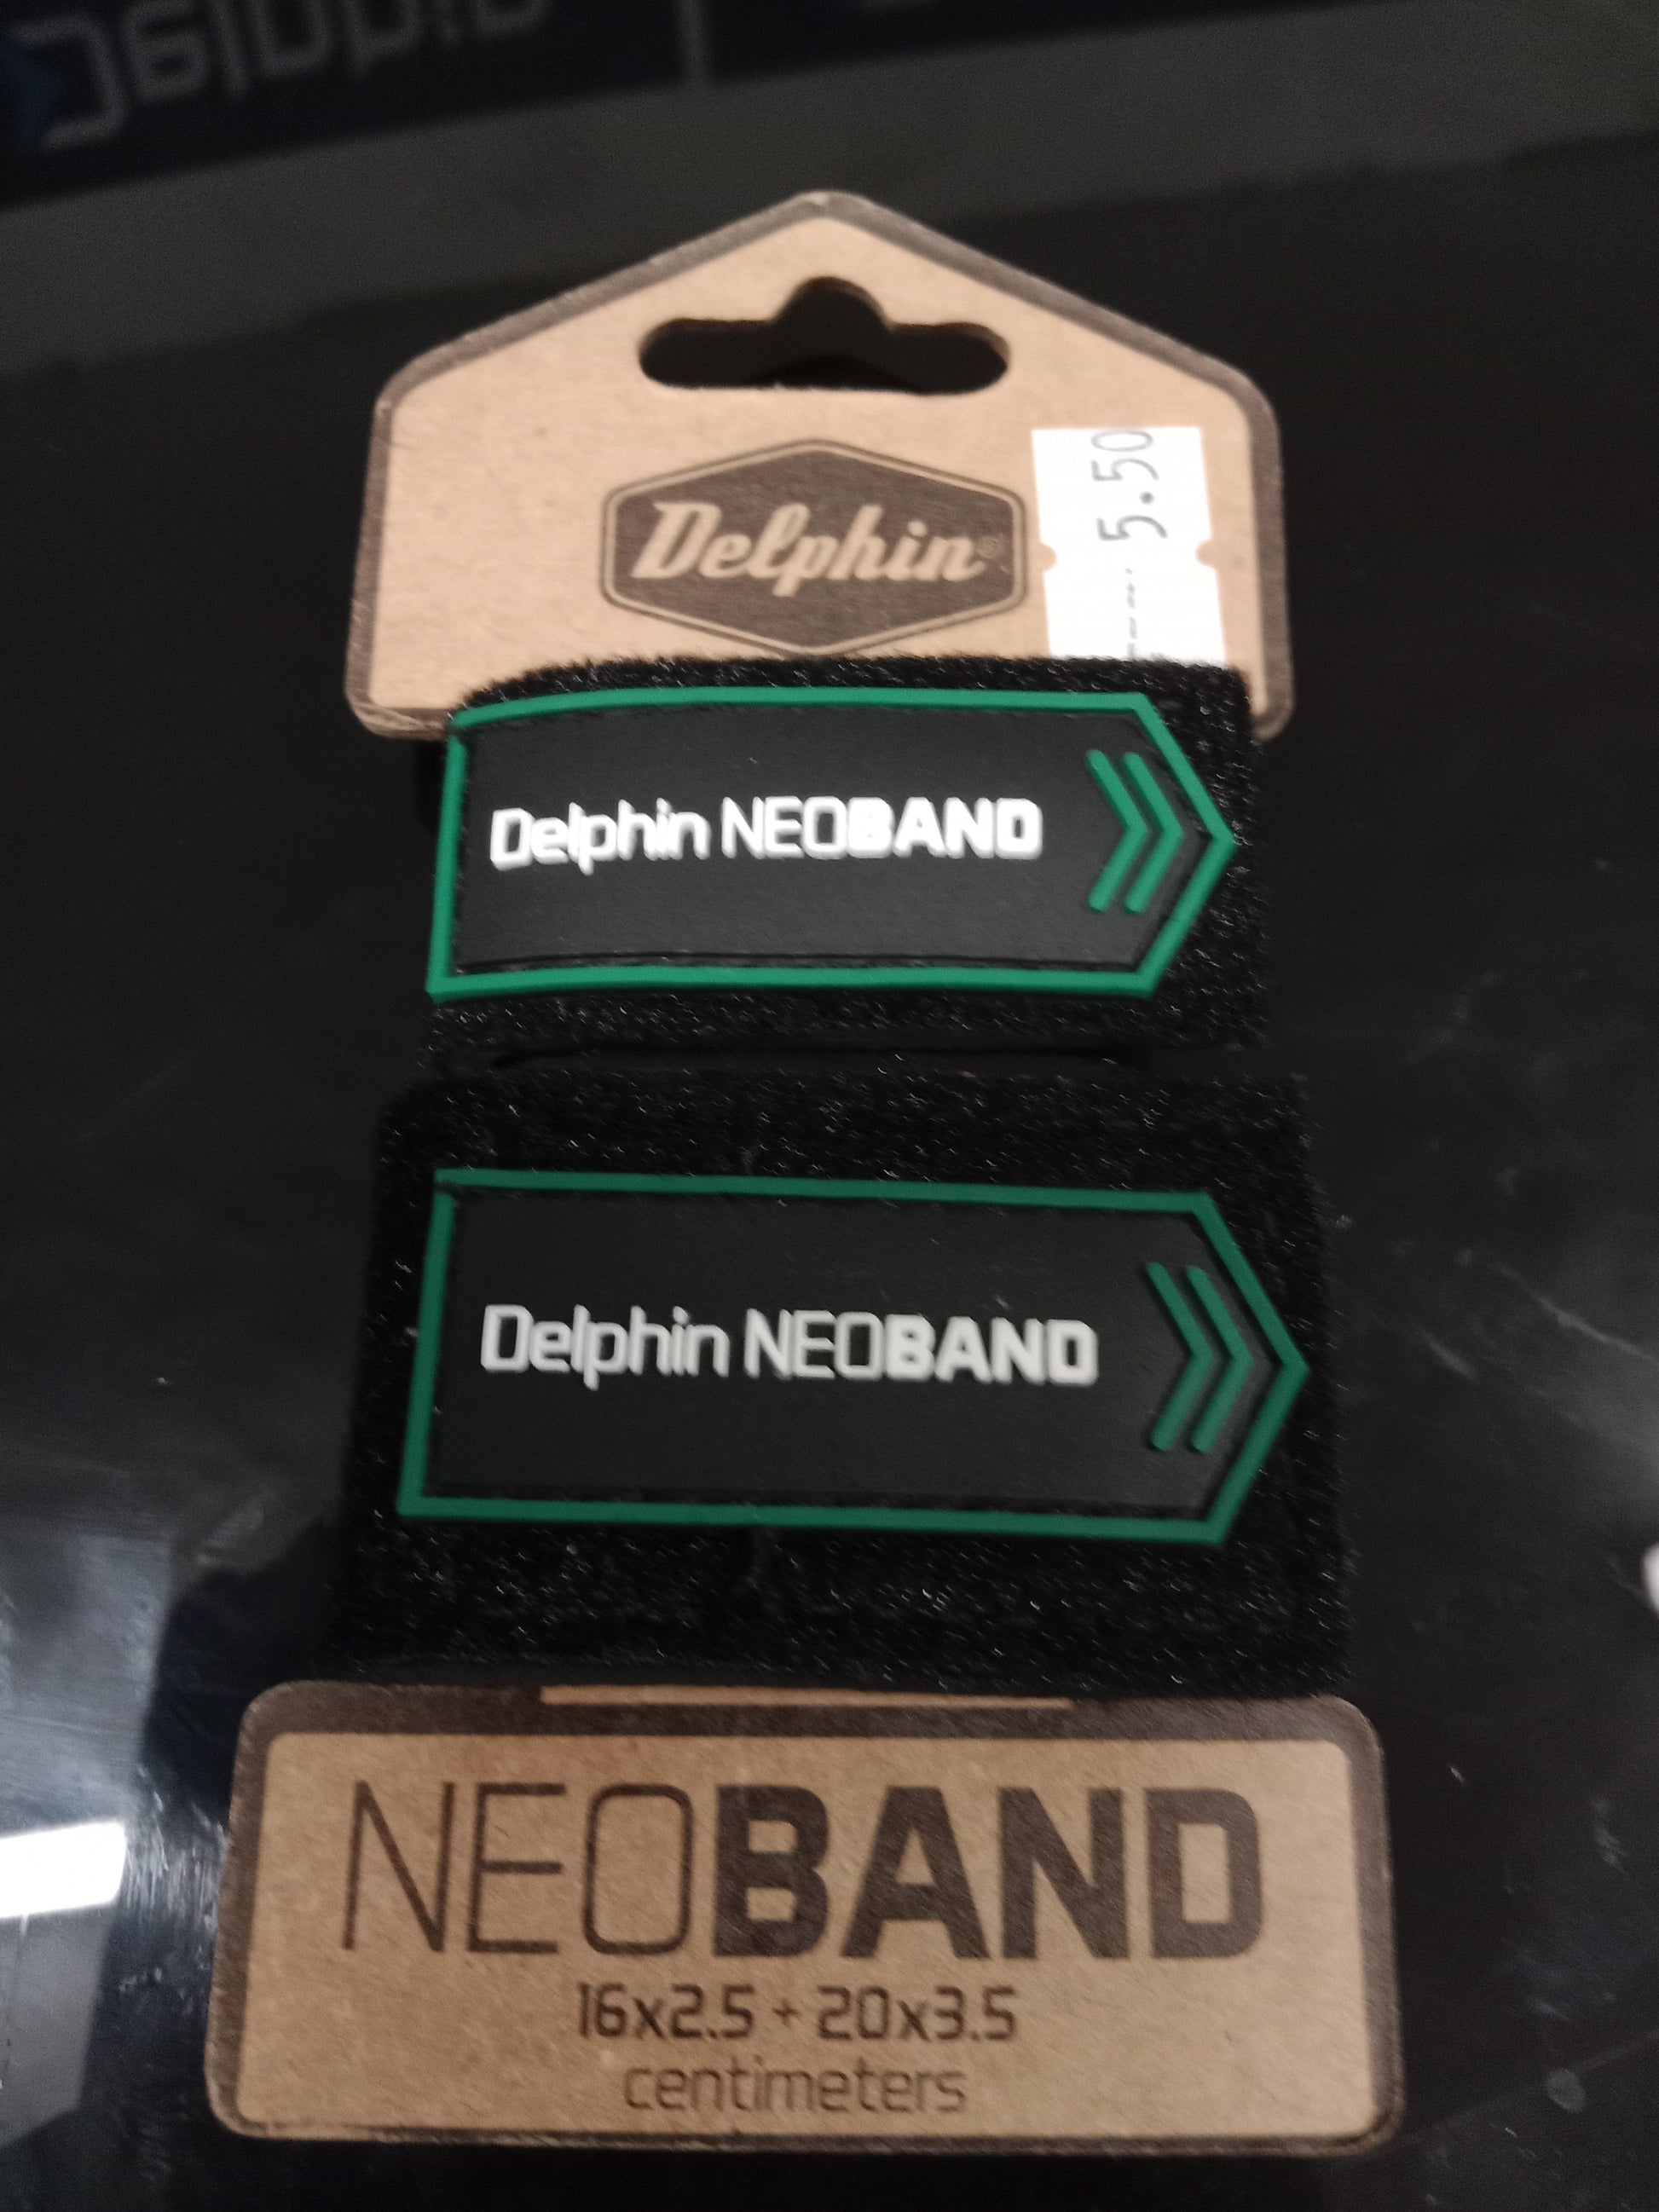 Delphin
5.50
Delphin NEOBAND
Delphin NEOBAND
NEOBAND
16x2.5 + 20x3.5
centimeters